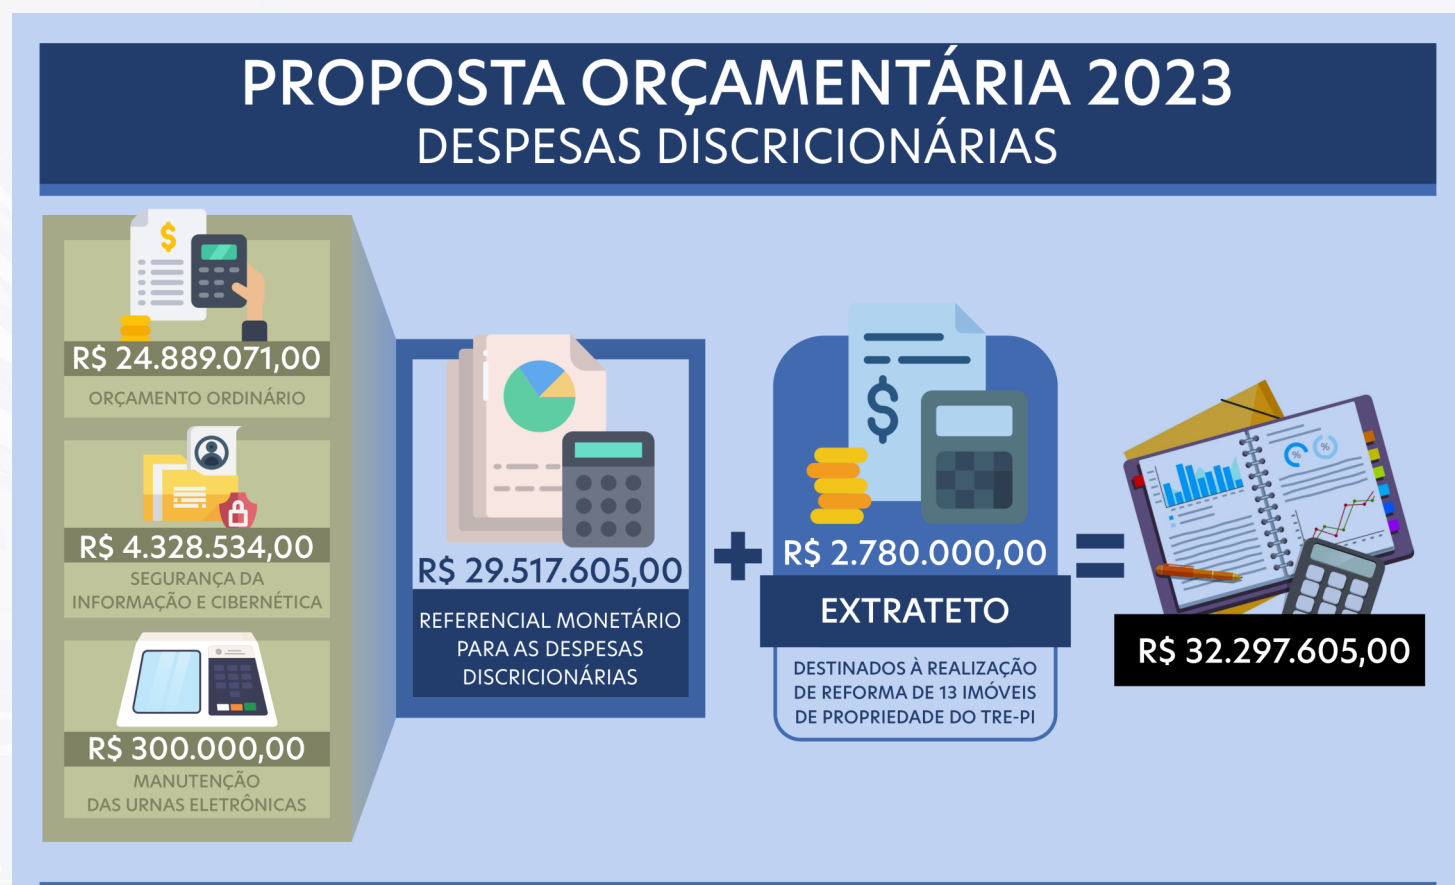 PROPOSTA ORÇAMENTÁRIA 2023
DESPESAS DISCRICIONÁRIAS
$
R$ 24.889.071,00
ORÇAMENTO ORDINÁRIO
R$ 4.328.534,00
SEGURANÇA DA
INFORMAÇÃO E CIBERNÉTICA
R$ 300.000,00
MANUTENÇÃO
DAS URNAS ELETRÔNICAS
R$ 29.517.605,00
REFERENCIAL MONETÁRIO
PARA AS DESPESAS
DISCRICIONÁRIAS
+
$
R$ 2.780.000,00
EXTRATETO
DESTINADOS À REALIZAÇÃO
DE REFORMA DE 13 IMÓVEIS
DE PROPRIEDADE DO TRE-PI
=
% %
R$ 32.297.605,00